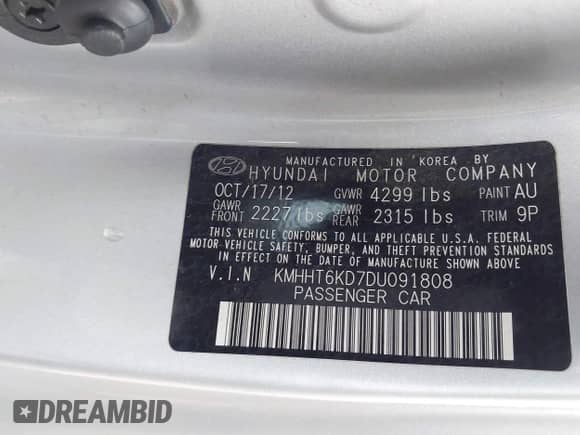 MANUFACTURED IN KOREA BY
HYUNDAI MOTOR COMPANY
OCT/17/12 GVWR 4299 lbs PAINT AU
GAWR FRONT 2227 lbs GAWR REAR 2315 lbs TRIM 9P
THIS VEHICLE CONFORMS TO ALL APPLICABLE U.S.A. FEDERAL
MOTOR VEHICLE SAFETY, BUMPER, AND THEFT PREVENTION STANDARDS
IN EFFECT ON THE DATE OF MANUFACTURE SHOWN ABOVE.
V.I.N KMHHT6KD7DU091808
PASSENGER CAR
DREAMBID